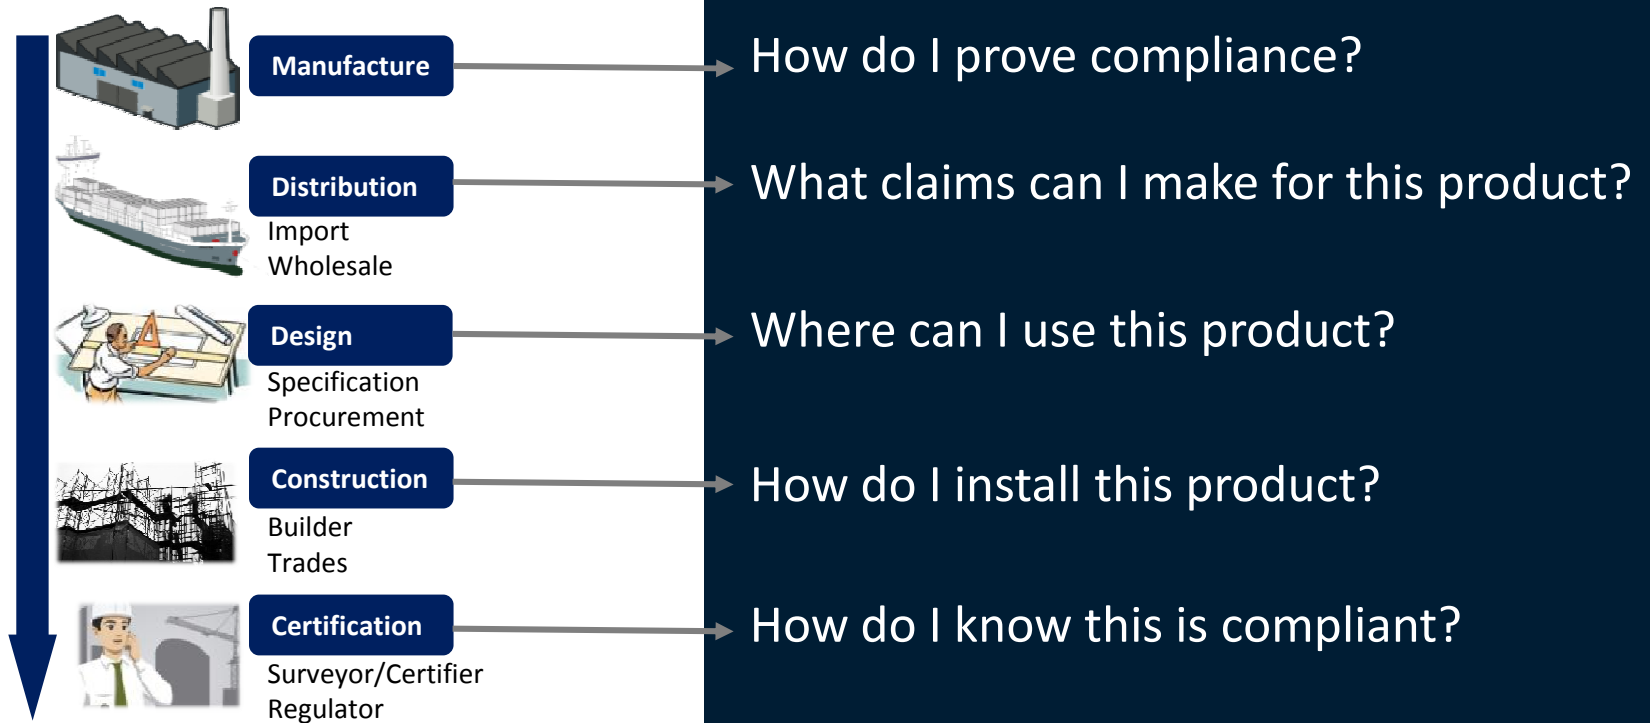 Manufacture
How do I prove compliance?
Distribution
What claims can I make for this product?
Import
Wholesale
Design
Where can I use this product?
Specification
Procurement
Construction
How do I install this product?
Builder
Trades
Certification
How do I know this is compliant?
Surveyor/Certifier
Regulator